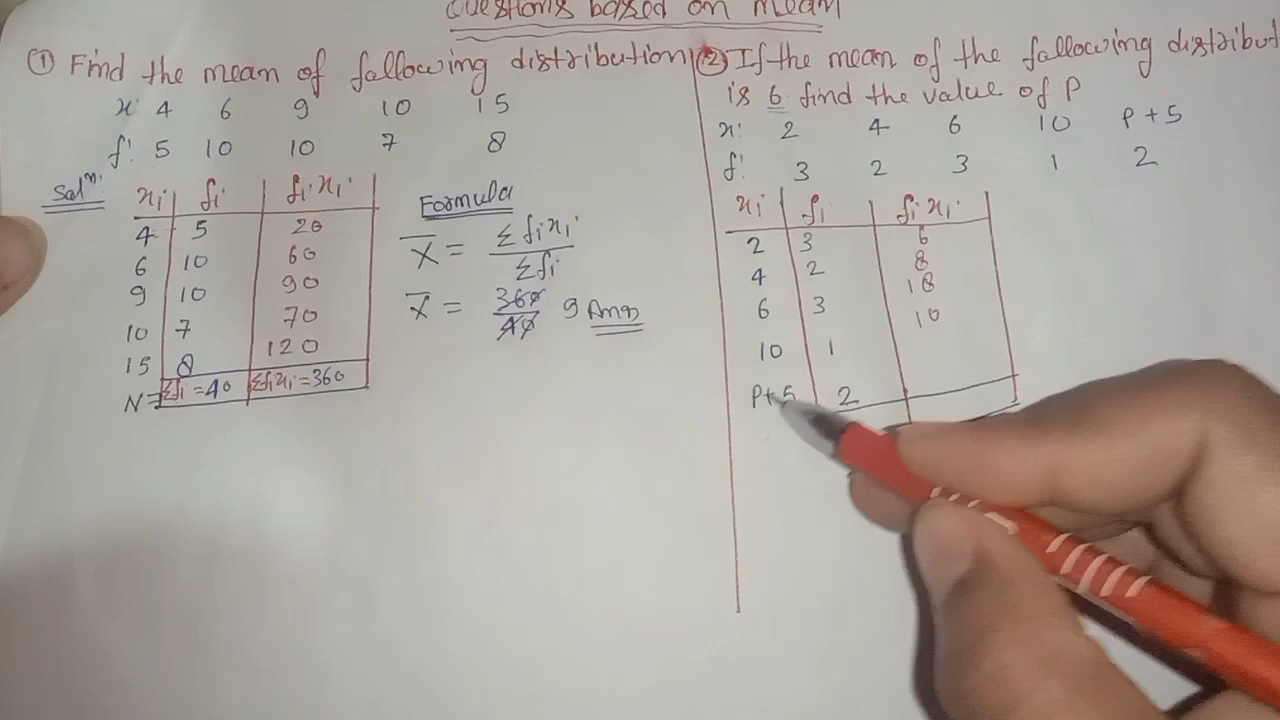 Questions based on mean
① Find the mean of following distribution
x: 4 6 9 10 15
f: 5 10 10 7 8
Solⁿ:
xi fi fixi
4 5 20
6 10 60
9 10 90
10 7 70
15 8 120
N= Σfi=40 Σfixi=360
Formula
X̅ = Σfixi / Σfi
X̅ = 360 / 40 9 Ans
② If the mean of the fallowing distribut
is 6 find the value of P
x: 2 4 6 10 P+5
f: 3 2 3 1 2
xi fi fixi
2 3 6
4 2 8
6 3 18
10 1 10
P+5 2